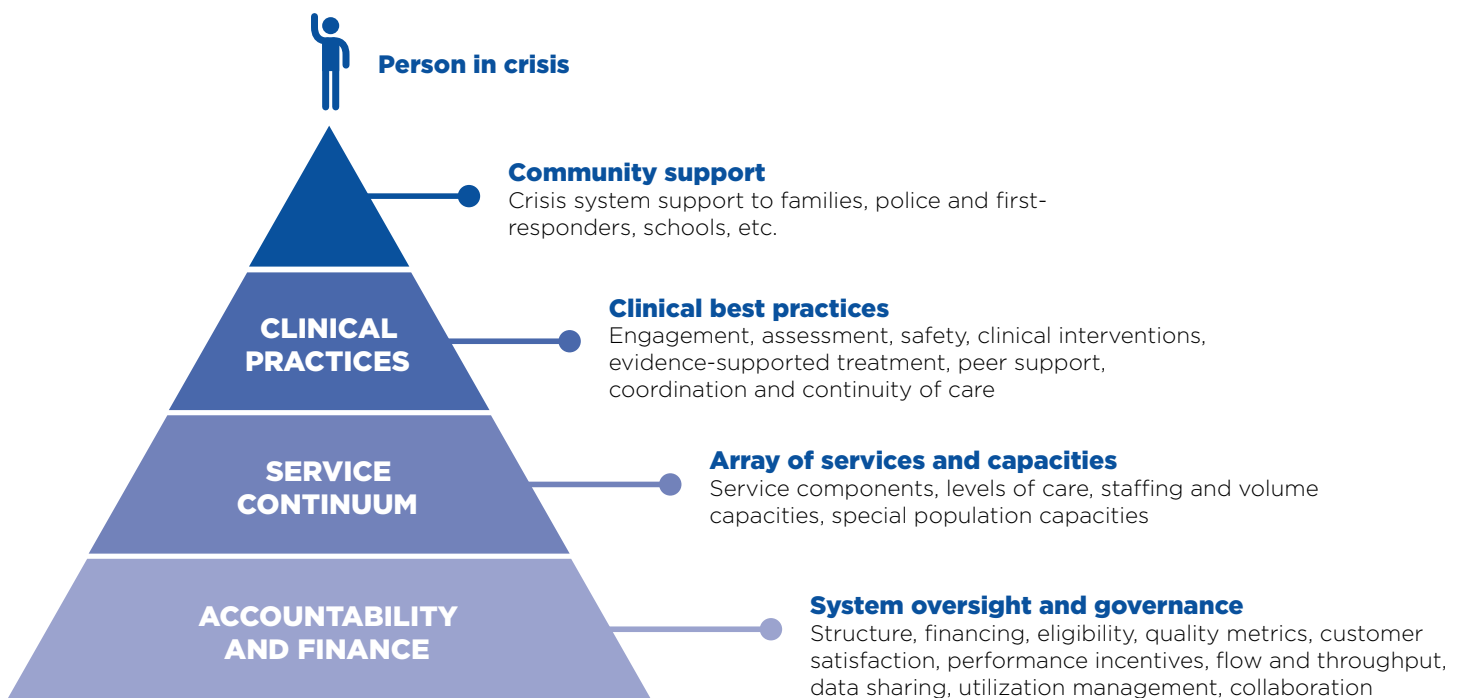 Person in crisis
Community support
Crisis system support to families, police and first-
responders, schools, etc.
CLINICAL
PRACTICES
Clinical best practices
Engagement, assessment, safety, clinical interventions,
evidence-supported treatment, peer support,
coordination and continuity of care
SERVICE
CONTINUUM
Array of services and capacities
Service components, levels of care, staffing and volume
capacities, special population capacities
ACCOUNTABILITY
AND FINANCE
System oversight and governance
Structure, financing, eligibility, quality metrics, customer
satisfaction, performance incentives, flow and throughput,
data sharing, utilization management, collaboration